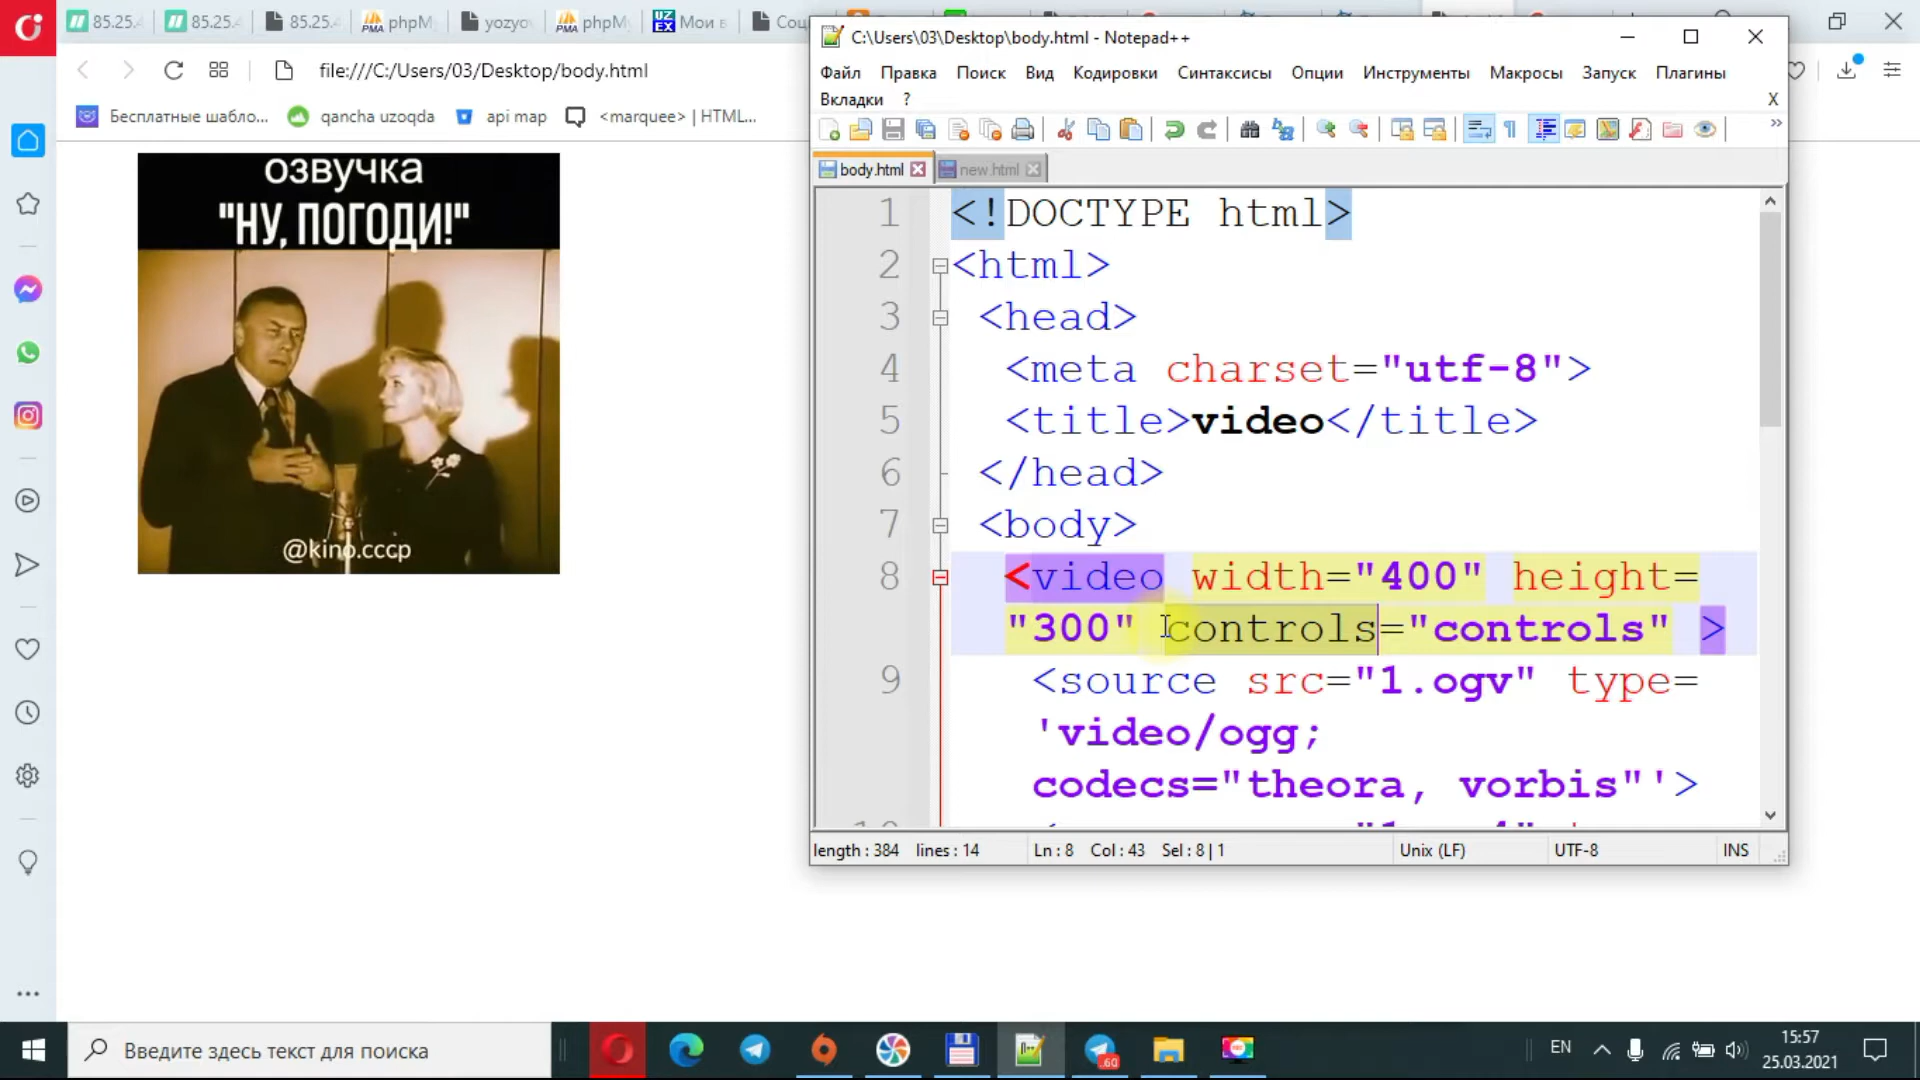 85.25.
85.25.
85.25.
phpM
yozyo
phpM
Мои в
file:///C:/Users/03/Desktop/body.html
Бесплатные шабло...
qancha uzoqda
api map
<marquee> | HTML...
озвучка
"НУ, ПОГОДИ!"
@kino.cccp
C:\Users\03\Desktop\body.html - Notepad++
Файл Правка Поиск Вид Кодировки Синтаксисы Опции Инструменты Макросы Запуск Плагины
Вкладки ? X
body.html new.html
1 <!DOCTYPE html>
2 <html>
3 <head>
4 <meta charset="utf-8">
5 <title>video</title>
6 </head>
7 <body>
8 <video width="400" height=
"300" controls="controls" >
9 <source src="1.ogv" type=
'video/ogg;
codecs="theora, vorbis"'>
length : 384 lines : 14 Ln : 8 Col : 43 Sel : 8 | 1 Unix (LF) UTF-8 INS
Введите здесь текст для поиска
60
EN
15:57
25.03.2021